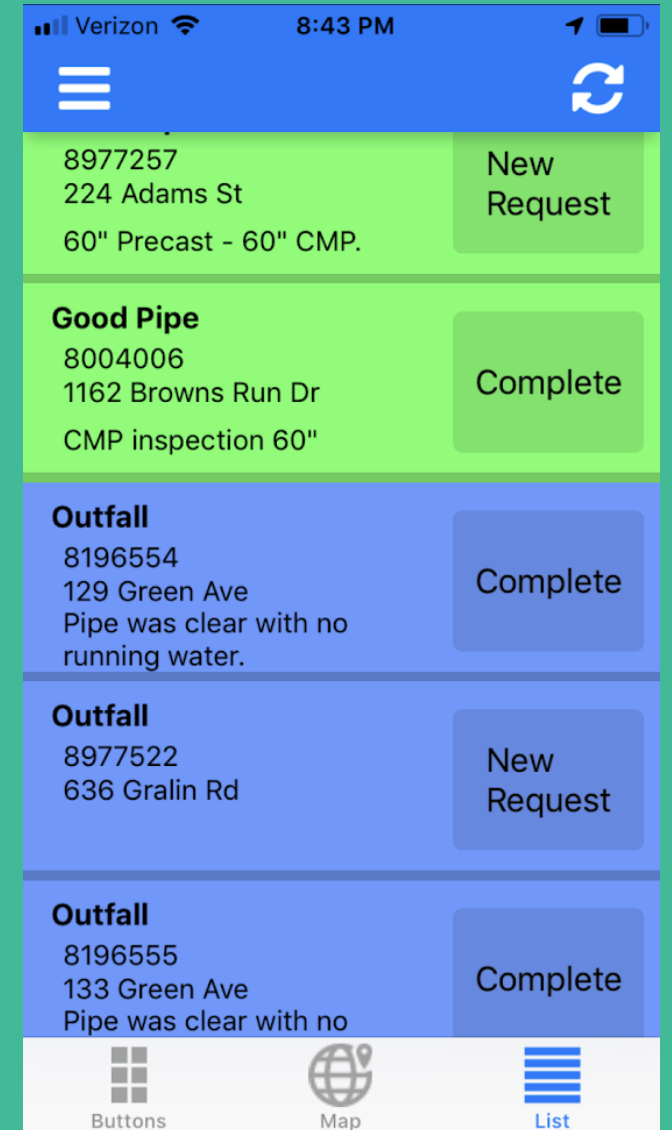 Verizon 8:43 PM
8977257
224 Adams St
60" Precast - 60" CMP.
New
Request
Good Pipe
8004006
1162 Browns Run Dr
CMP inspection 60"
Complete
Outfall
8196554
129 Green Ave
Pipe was clear with no
running water.
Complete
Outfall
8977522
636 Gralin Rd
New
Request
Outfall
8196555
133 Green Ave
Pipe was clear with no
Complete
Buttons
Map
List